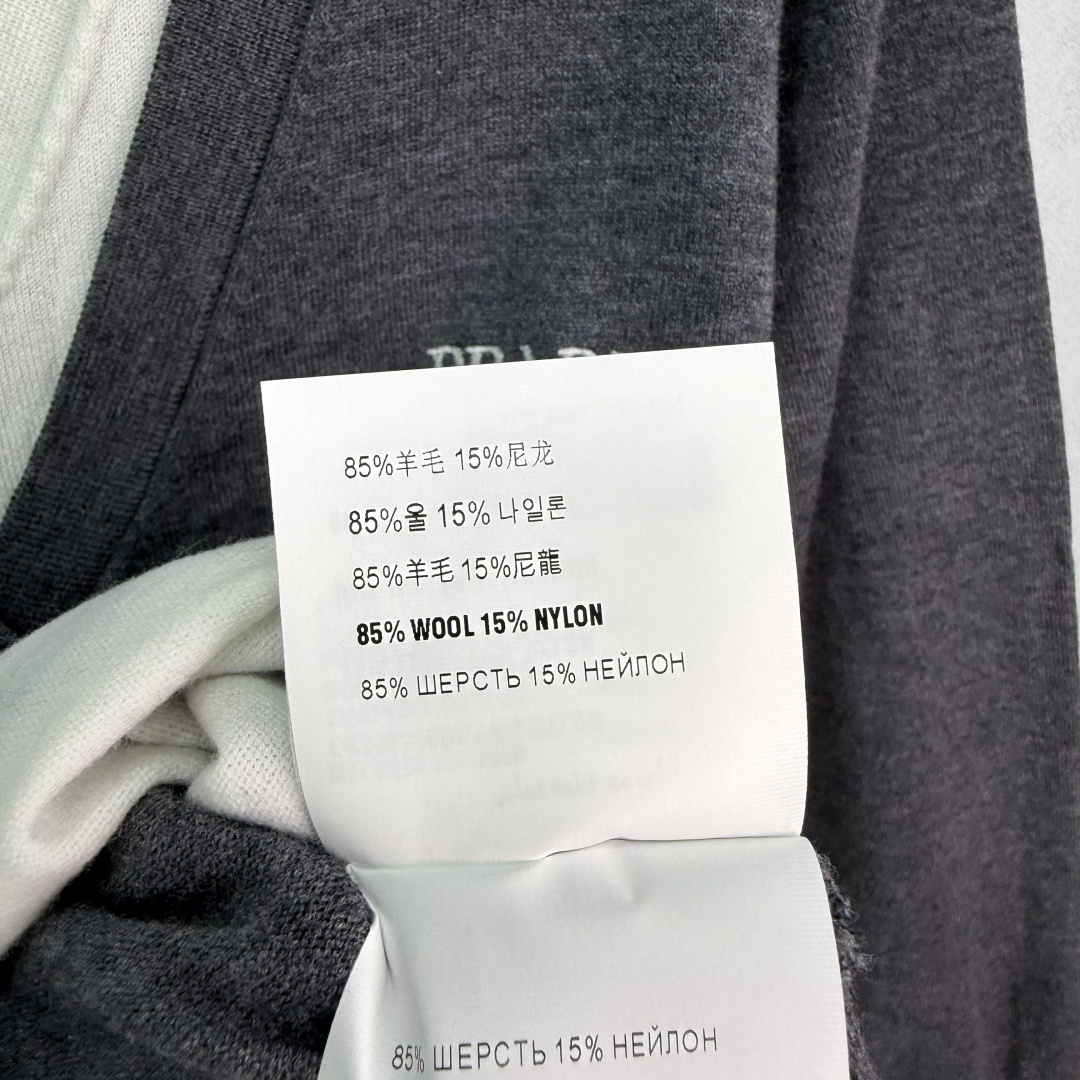 85%羊毛 15%尼龙
85%울 15% 나일론
85%羊毛 15%尼龍
85% WOOL 15% NYLON
85% ШЕРСТЬ 15% НЕЙЛОН
85% ШЕРСТЬ 15% НЕЙЛОН